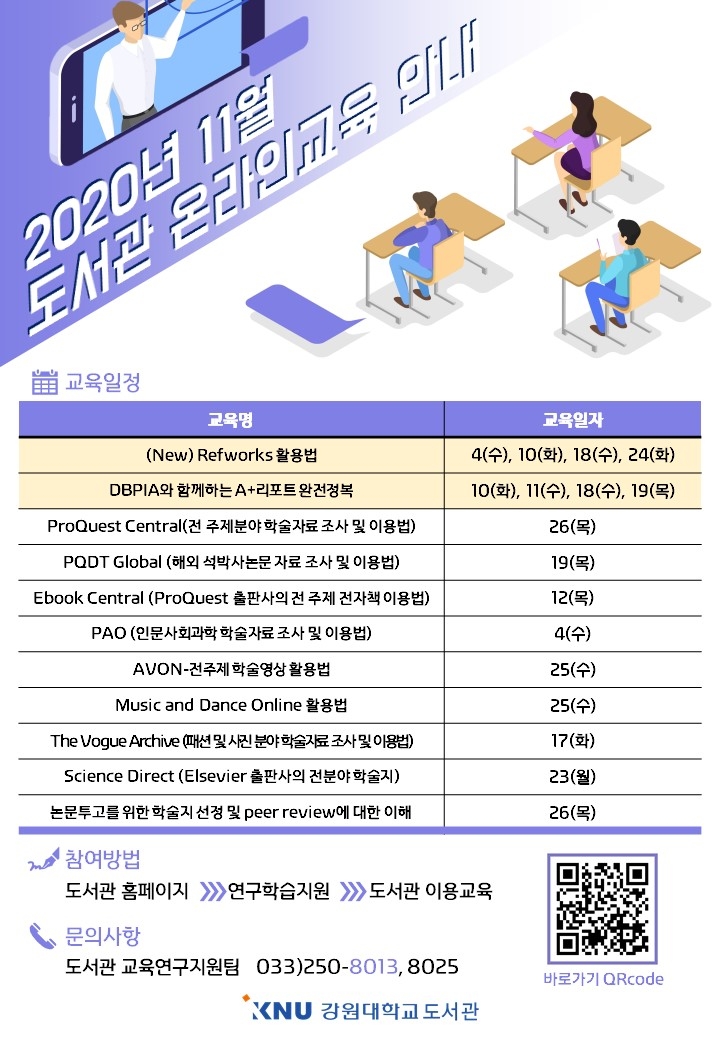 2020년 11월
도서관 온라인교육 안내
교육일정
교육명 교육일자
(New) Refworks 활용법 4(수), 10(화), 18(수), 24(화)
DBPIA와 함께하는 A+리포트 완전정복 10(화), 11(수), 18(수), 19(목)
ProQuest Central(전 주제분야 학술자료 조사 및 이용법) 26(목)
PQDT Global (해외 석박사논문 자료 조사 및 이용법) 19(목)
Ebook Central (ProQuest 출판사의 전 주제 전자책 이용법) 12(목)
PAO (인문사회과학 학술자료 조사 및 이용법) 4(수)
AVON-전주제 학술영상 활용법 25(수)
Music and Dance Online 활용법 25(수)
The Vogue Archive (패션 및 사진 분야 학술자료 조사 및 이용법) 17(화)
Science Direct (Elsevier 출판사의 전분야 학술지) 23(월)
논문투고를 위한 학술지 선정 및 peer review에 대한 이해 26(목)
참여방법
도서관 홈페이지 》》 연구학습지원 》》 도서관 이용교육
문의사항
도서관 교육연구지원팀 033)250-8013, 8025
바로가기 QRcode
KNU 강원대학교 도서관